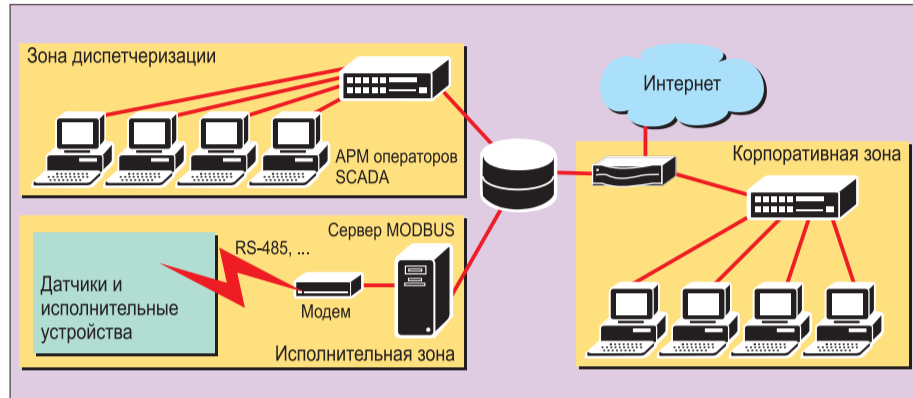 Зона диспетчеризации
АРМ операторов
SCADA
Сервер MODBUS
RS-485, ...
Датчики и
исполнительные
устройства
Модем
Исполнительная зона
Интернет
Корпоративная зона